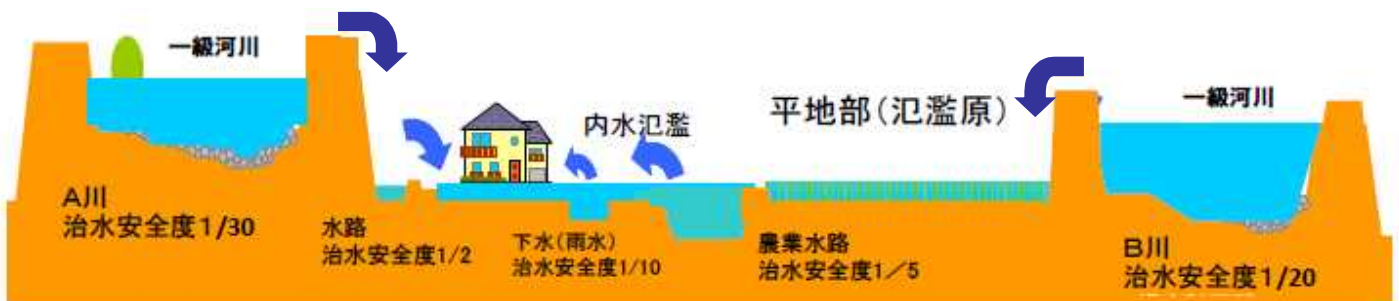 一級河川
内水氾濫
平地部(氾濫原)
一級河川
A川
治水安全度1/30
水路
治水安全度1/2
下水(雨水)
治水安全度1/10
農業水路
治水安全度1/5
B川
治水安全度1/20